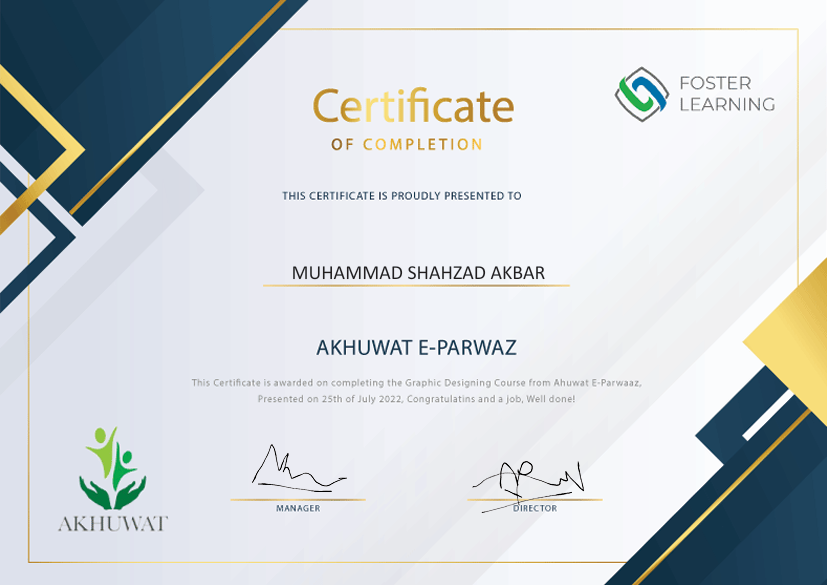 Certificate
OF COMPLETION
FOSTER
LEARNING
THIS CERTIFICATE IS PROUDLY PRESENTED TO
MUHAMMAD SHAHZAD AKBAR
AKHUWAT E-PARWAZ
This Certificate is awarded on completing the Graphic Designing Course from Ahuwat E-Parwaaz,
Presented on 25th of July 2022, Congratulatins and a job, Well done!
AKHUWAT
MANAGER
DIRECTOR